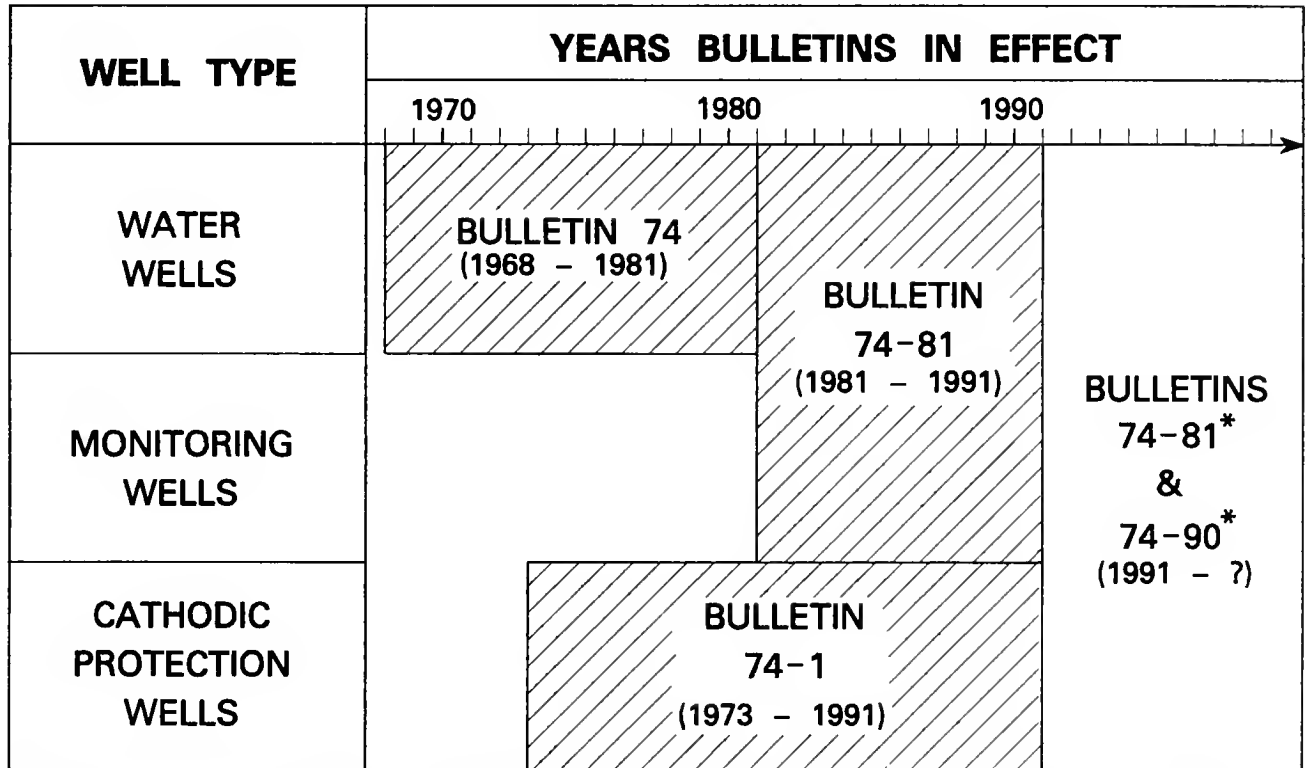 WELL TYPE
YEARS BULLETINS IN EFFECT
1970 1980 1990
WATER
WELLS
BULLETIN 74
(1968 – 1981)
BULLETIN
74-81
(1981 – 1991)
MONITORING
WELLS
BULLETINS
74-81*
&
74-90*
(1991 – ?)
CATHODIC
PROTECTION
WELLS
BULLETIN
74-1
(1973 – 1991)